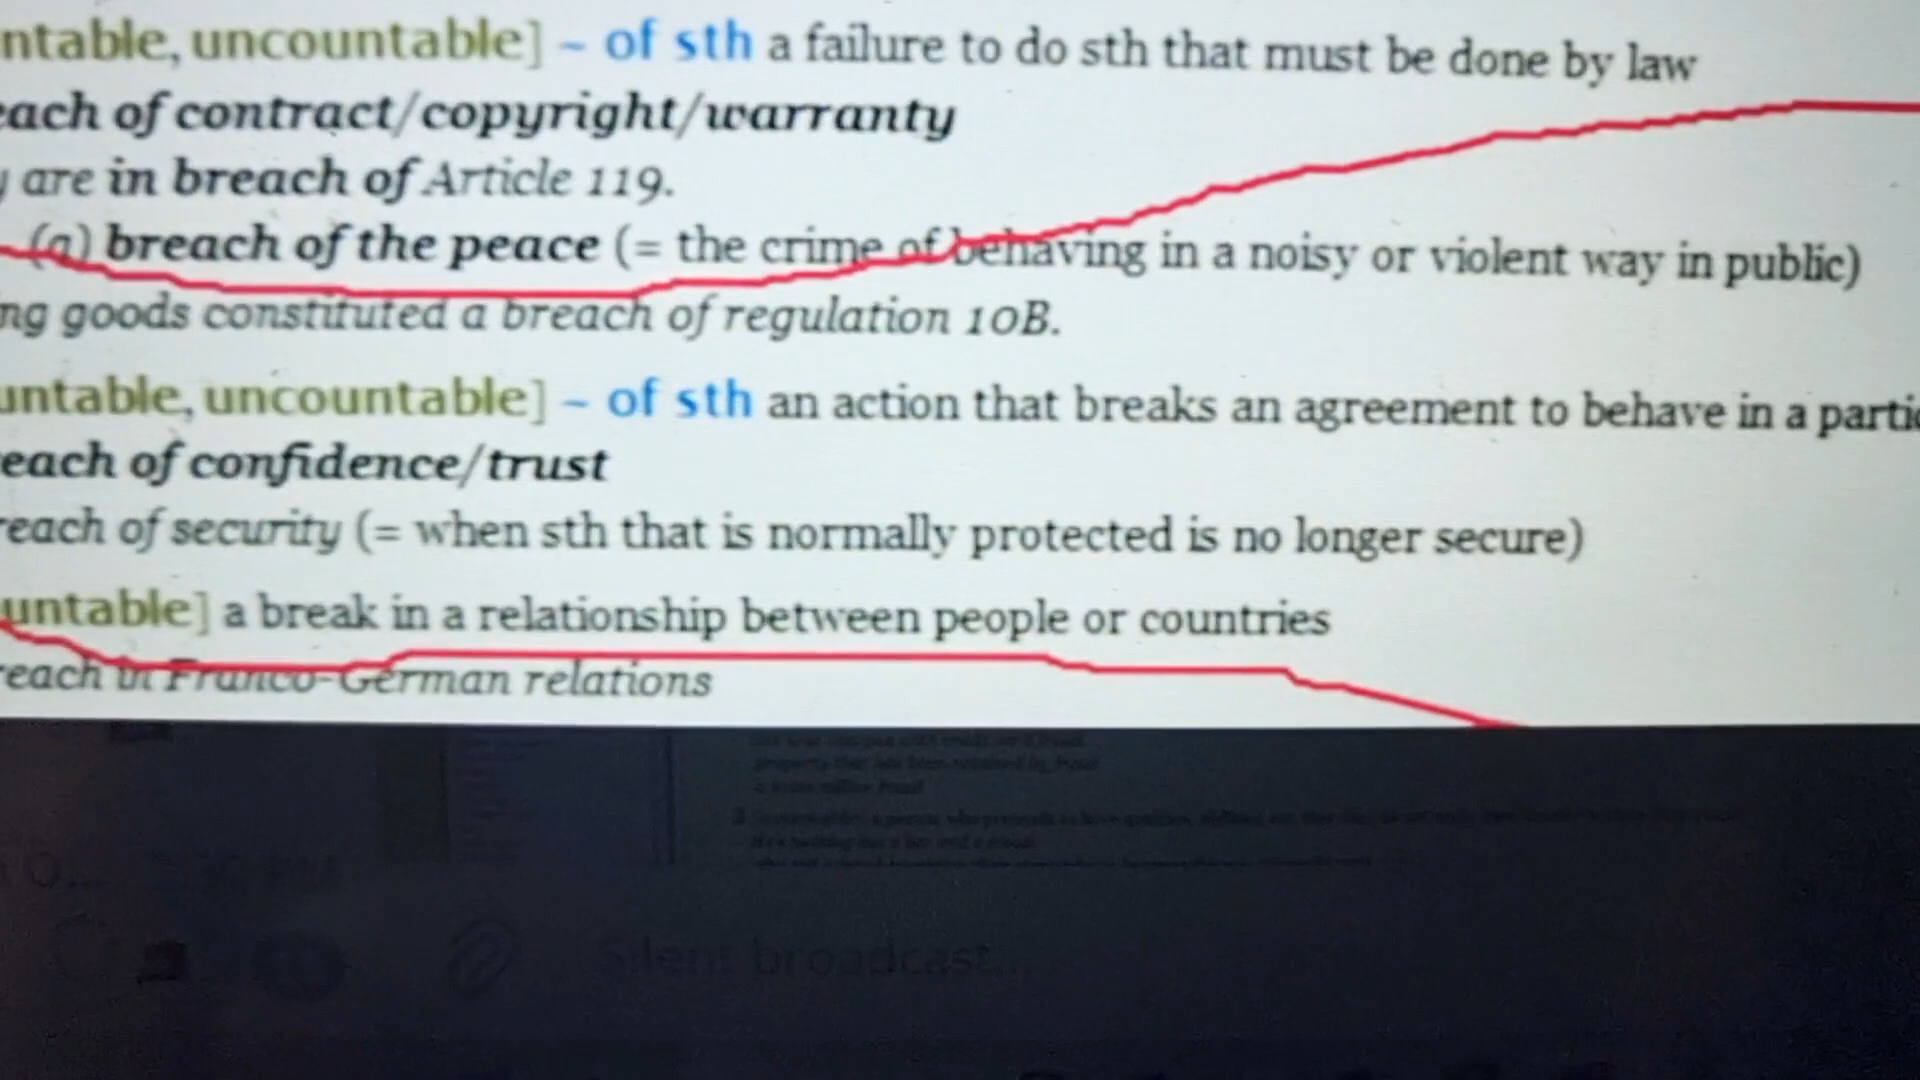 ntable, uncountable] ~ of sth a failure to do sth that must be done by law
each of contract/copyright/warranty
y are in breach of Article 119.
(a) breach of the peace (= the crime of behaving in a noisy or violent way in public)
ng goods constituted a breach of regulation 10B.
untable, uncountable] ~ of sth an action that breaks an agreement to behave in a partic
each of confidence/trust
reach of security (= when sth that is normally protected is no longer secure)
untable] a break in a relationship between people or countries
reach in Franco-German relations
Silent broadcast...